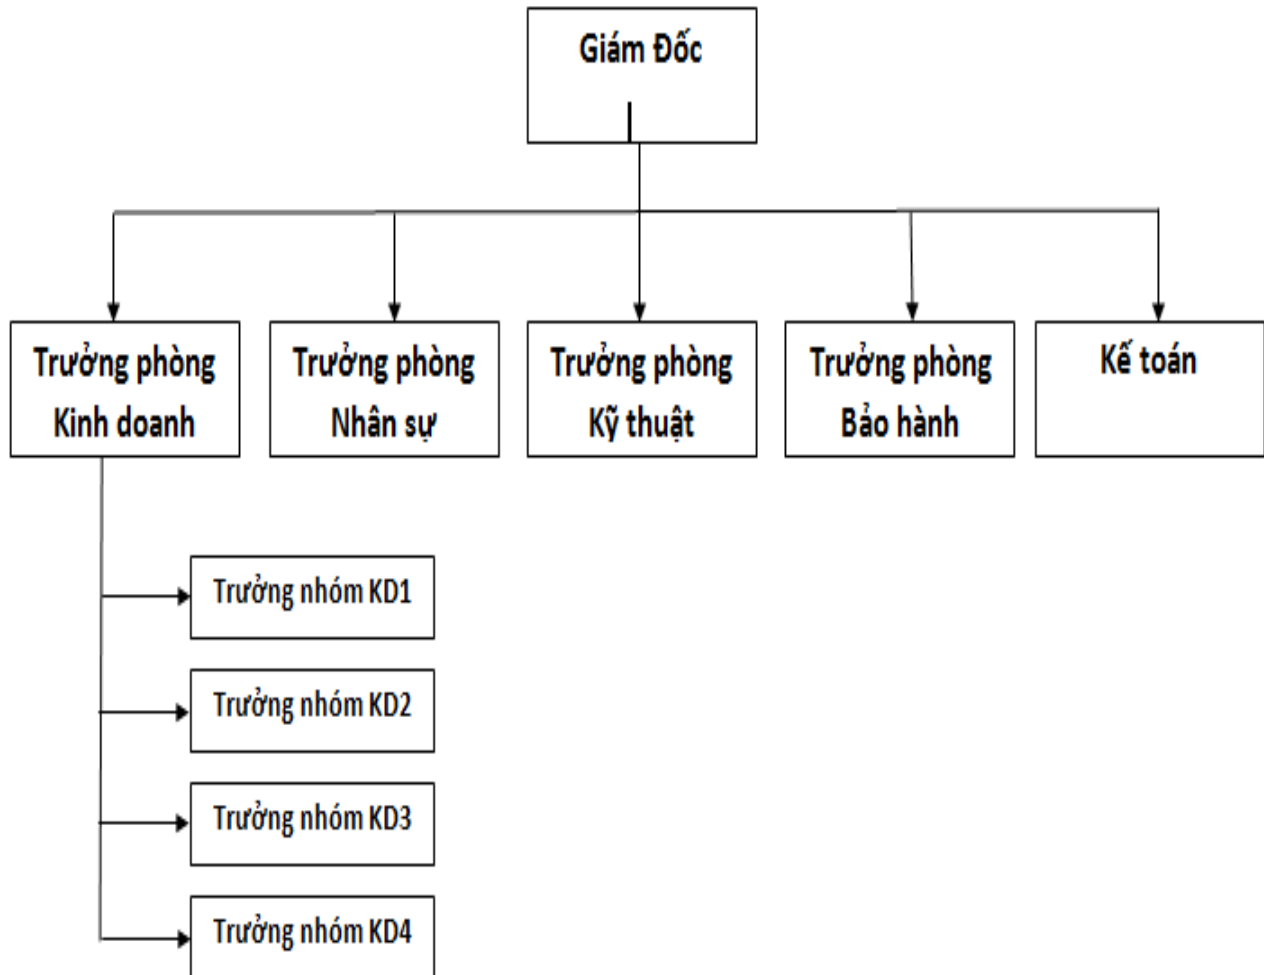 Giám Đốc
Trưởng phòng
Kinh doanh
Trưởng phòng
Nhân sự
Trưởng phòng
Kỹ thuật
Trưởng phòng
Bảo hành
Kế toán
Trưởng nhóm KD1
Trưởng nhóm KD2
Trưởng nhóm KD3
Trưởng nhóm KD4